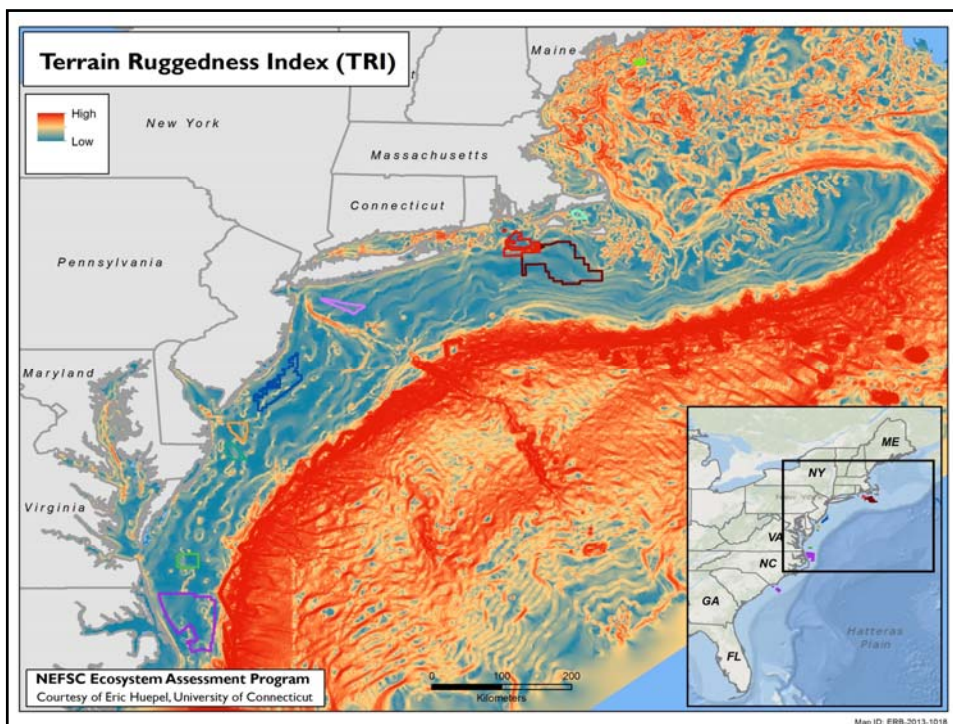 Terrain Ruggedness Index (TRI)
High
Low
Maine
New York
Massachusetts
Connecticut
Pennsylvania
Maryland
Virginia
ME
NY
VA
NC
GA
FL
Hatteras
Plain
NEFSC Ecosystem Assessment Program
Courtesy of Eric Huepel, University of Connecticut
0 50 100 200
Kilometers
Map ID: ERB-2013-1018